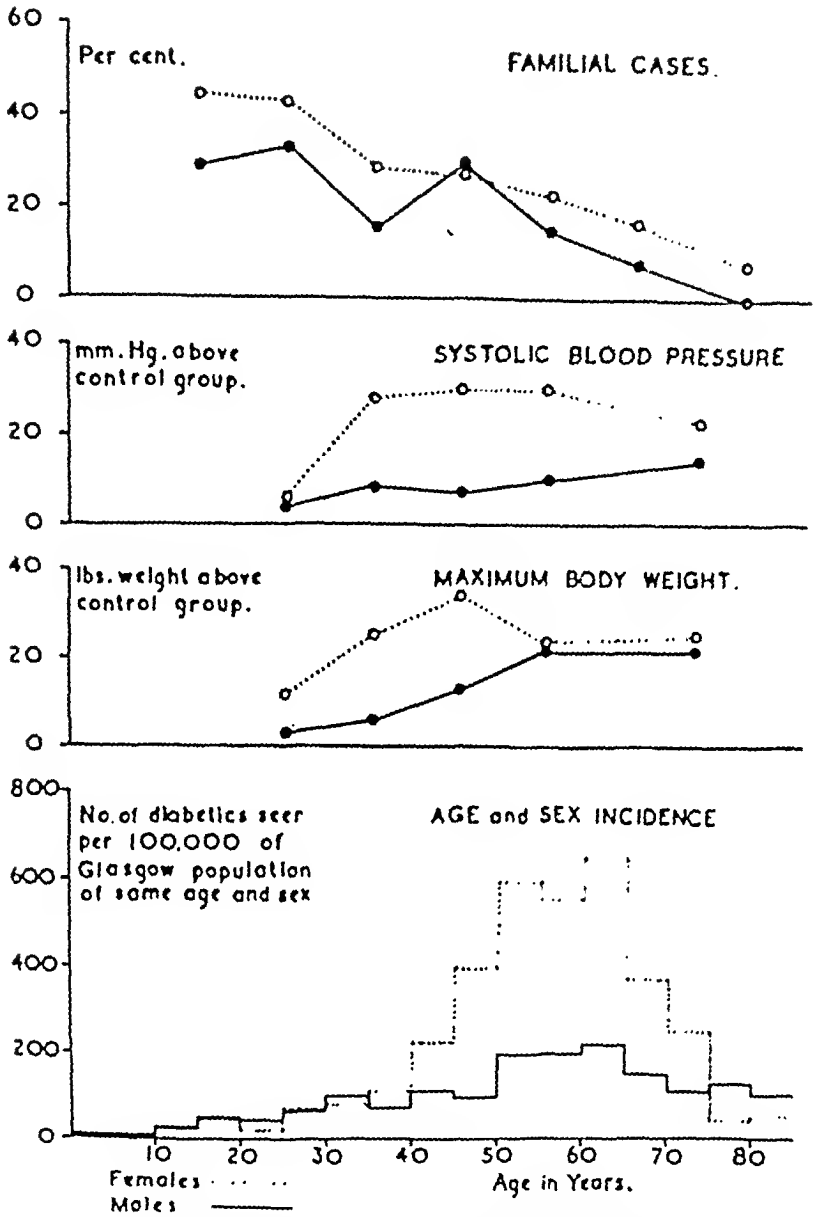 60
Per cent.
FAMILIAL CASES.
40
20
0
40
mm.Hg.above
control group.
SYSTOLIC BLOOD PRESSURE
20
0
40
lbs.weight above
control group.
MAXIMUM BODY WEIGHT.
20
0
800
No.of diabetics seer
per 100,000 of
Glasgow population
of same age and sex
AGE and SEX INCIDENCE
600
400
200
0
10 20 30 40 50 60 70 80
Females
Age in Years.
Males